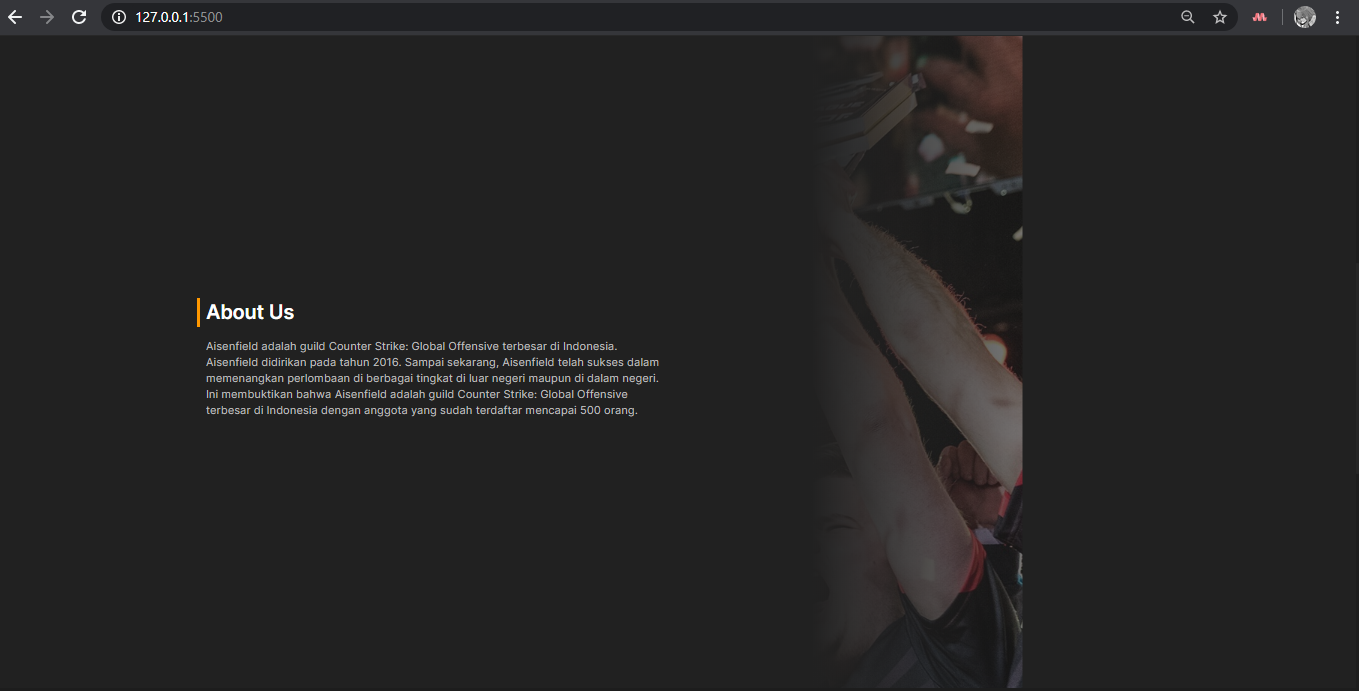 127.0.0.1:5500
About Us
Aisenfield adalah guild Counter Strike: Global Offensive terbesar di Indonesia.
Aisenfield didirikan pada tahun 2016. Sampai sekarang, Aisenfield telah sukses dalam
memenangkan perlombaan di berbagai tingkat di luar negeri maupun di dalam negeri.
Ini membuktikan bahwa Aisenfield adalah guild Counter Strike: Global Offensive
terbesar di Indonesia dengan anggota yang sudah terdaftar mencapai 500 orang.